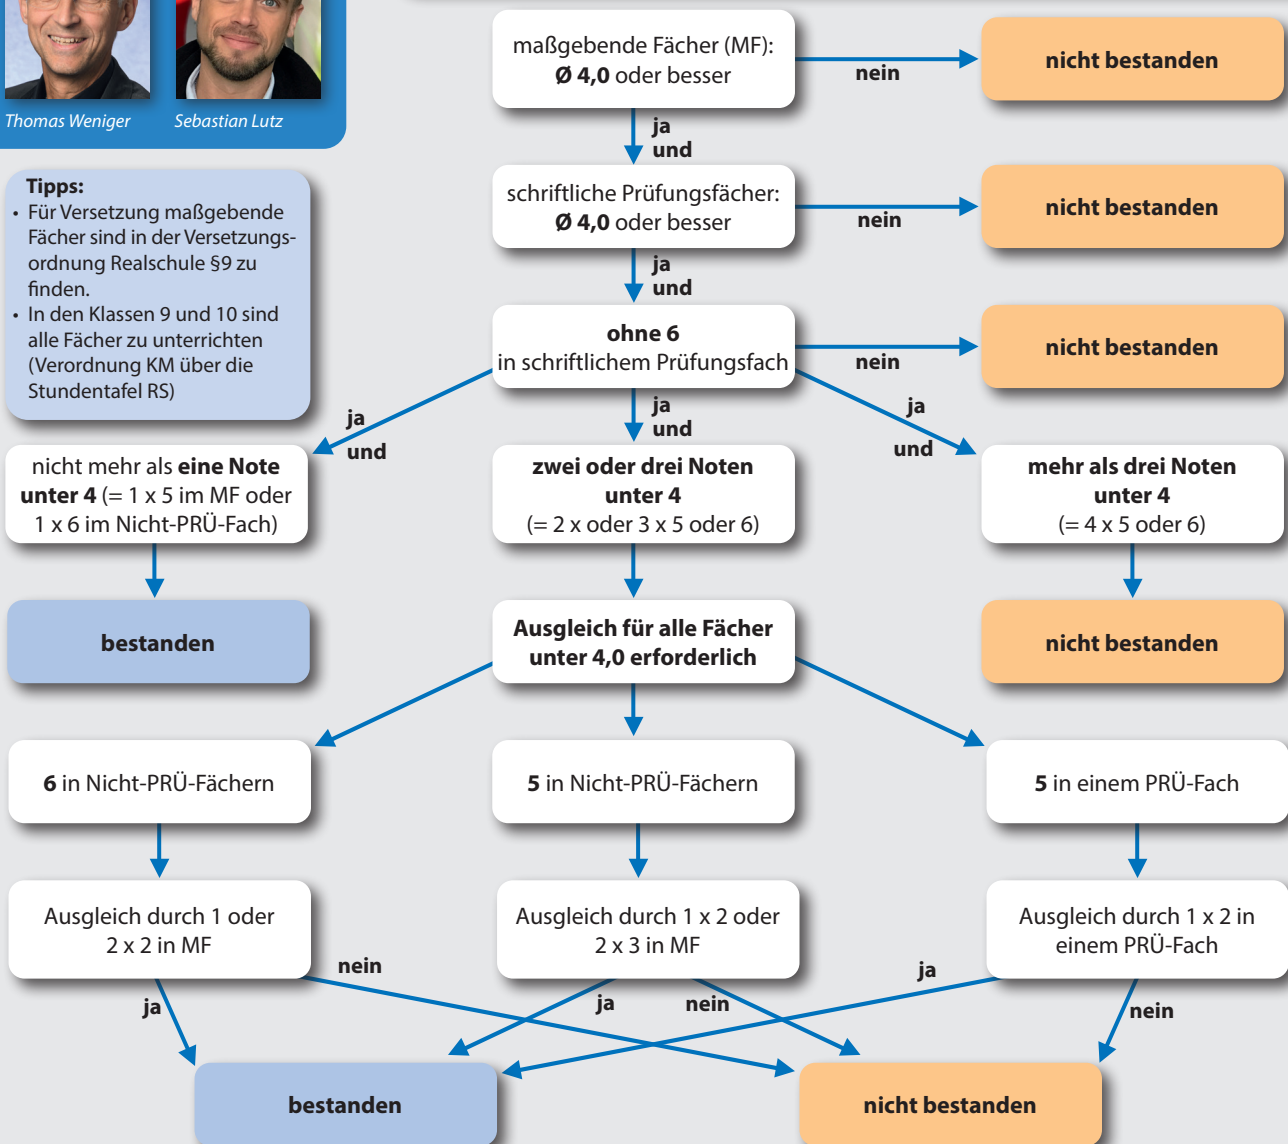 Thomas Weniger
Sebastian Lutz
Tipps:
• Für Versetzung maßgebende
Fächer sind in der Versetzungs-
ordnung Realschule §9 zu
finden.
• In den Klassen 9 und 10 sind
alle Fächer zu unterrichten
(Verordnung KM über die
Stundentafel RS)
maßgebende Fächer (MF):
Ø 4,0 oder besser
nein
nicht bestanden
ja
und
schriftliche Prüfungsfächer:
Ø 4,0 oder besser
nein
nicht bestanden
ja
und
ohne 6
in schriftlichem Prüfungsfach
nein
nicht bestanden
ja
und
ja
und
ja
und
nicht mehr als eine Note
unter 4 (= 1 x 5 im MF oder
1 x 6 im Nicht-PRÜ-Fach)
zwei oder drei Noten
unter 4
(= 2 x oder 3 x 5 oder 6)
mehr als drei Noten
unter 4
(= 4 x 5 oder 6)
bestanden
Ausgleich für alle Fächer
unter 4,0 erforderlich
nicht bestanden
6 in Nicht-PRÜ-Fächern
5 in Nicht-PRÜ-Fächern
5 in einem PRÜ-Fach
Ausgleich durch 1 oder
2 x 2 in MF
Ausgleich durch 1 x 2 oder
2 x 3 in MF
Ausgleich durch 1 x 2 in
einem PRÜ-Fach
ja
nein
ja
nein
ja
nein
bestanden
nicht bestanden